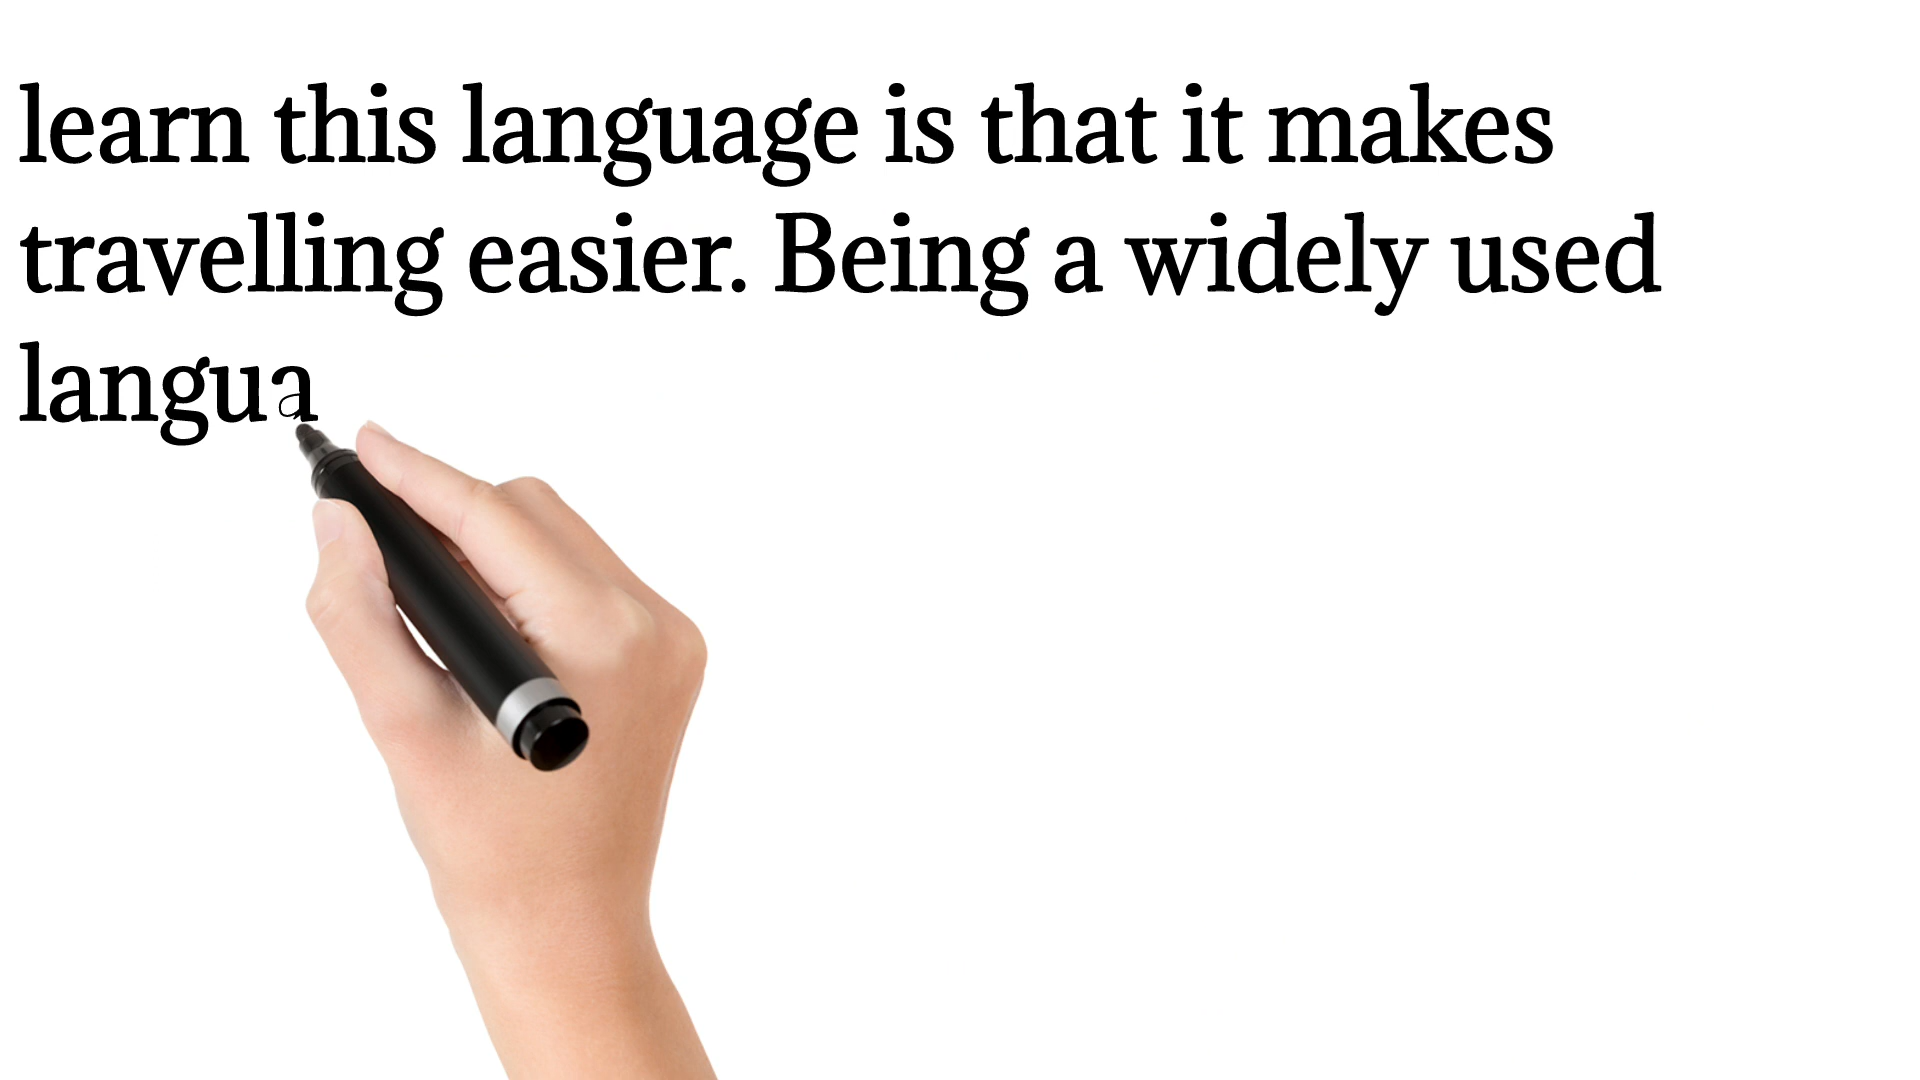 learn this language is that it makes
travelling easier. Being a widely used
langua